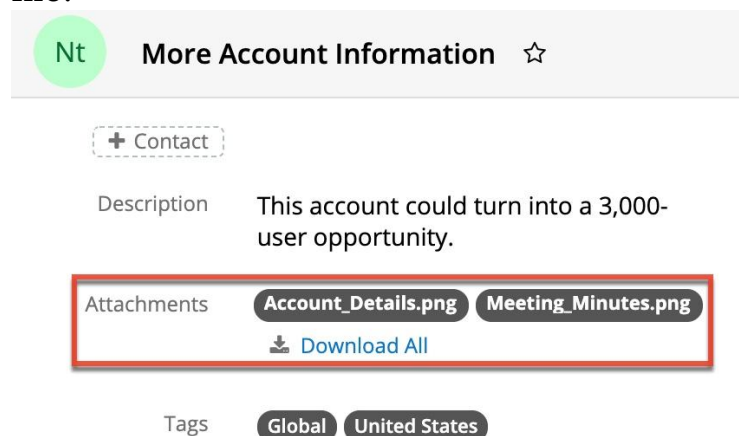 Nt More Account Information
Contact
Description This account could turn into a 3,000-
user opportunity.
Attachments Account_Details.png Meeting_Minutes.png
Download All
Tags Global United States